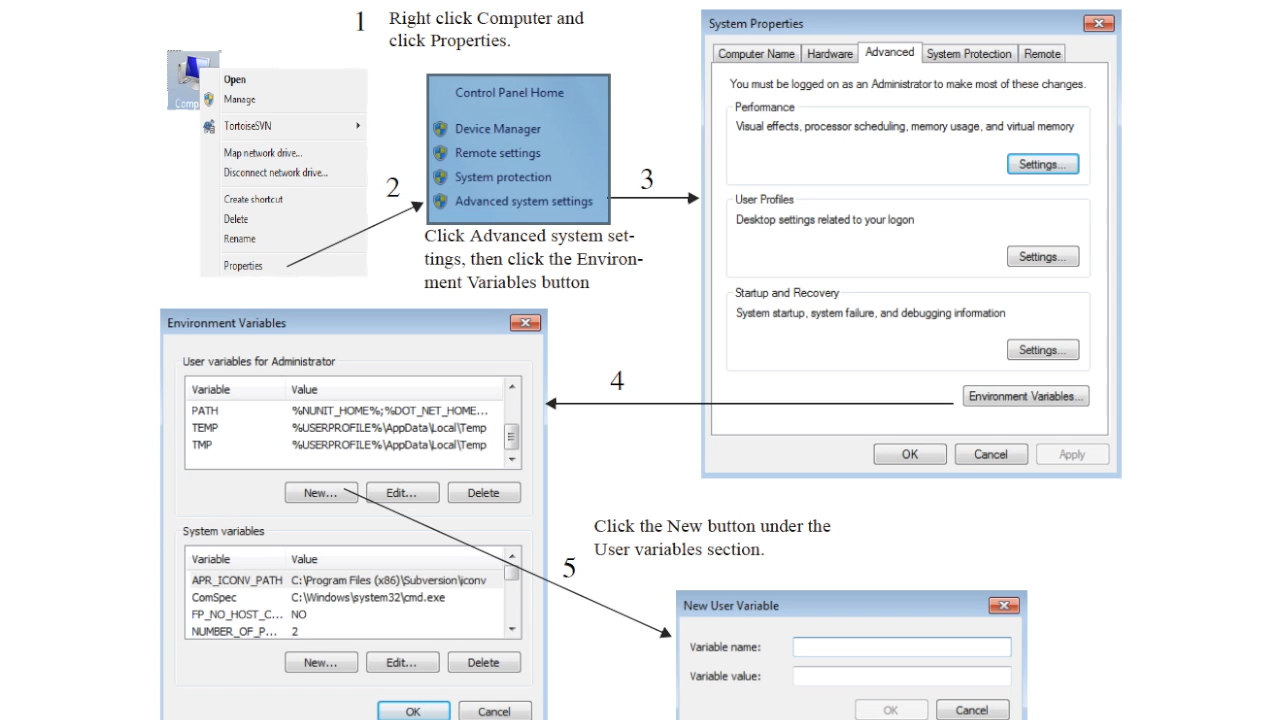 1
Right click Computer and
click Properties.
Open
Manage
TortoiseSVN
Map network drive...
Disconnect network drive...
Create shortcut
Delete
Rename
Properties
2
Control Panel Home
Device Manager
Remote settings
System protection
Advanced system settings
Click Advanced system set-
tings, then click the Environ-
ment Variables button
3
System Properties
Computer Name Hardware Advanced System Protection Remote
You must be logged on as an Administrator to make most of these changes.
Performance
Visual effects, processor scheduling, memory usage, and virtual memory
Settings...
User Profiles
Desktop settings related to your logon
Settings...
Startup and Recovery
System startup, system failure, and debugging information
Settings...
Environment Variables...
OK Cancel Apply
4
Environment Variables
User variables for Administrator
Variable Value
PATH %NUNIT_HOME%;%DOT_NET_HOME...
TEMP %USERPROFILE%\AppData\Local\Temp
TMP %USERPROFILE%\AppData\Local\Temp
New... Edit... Delete
System variables
Variable Value
APR_ICONV_PATH C:\Program Files (x86)\Subversion\iconv
ComSpec C:\Windows\system32\cmd.exe
FP_NO_HOST_C... NO
NUMBER_OF_P... 2
New... Edit... Delete
OK Cancel
5
Click the New button under the
User variables section.
New User Variable
Variable name:
Variable value:
OK Cancel